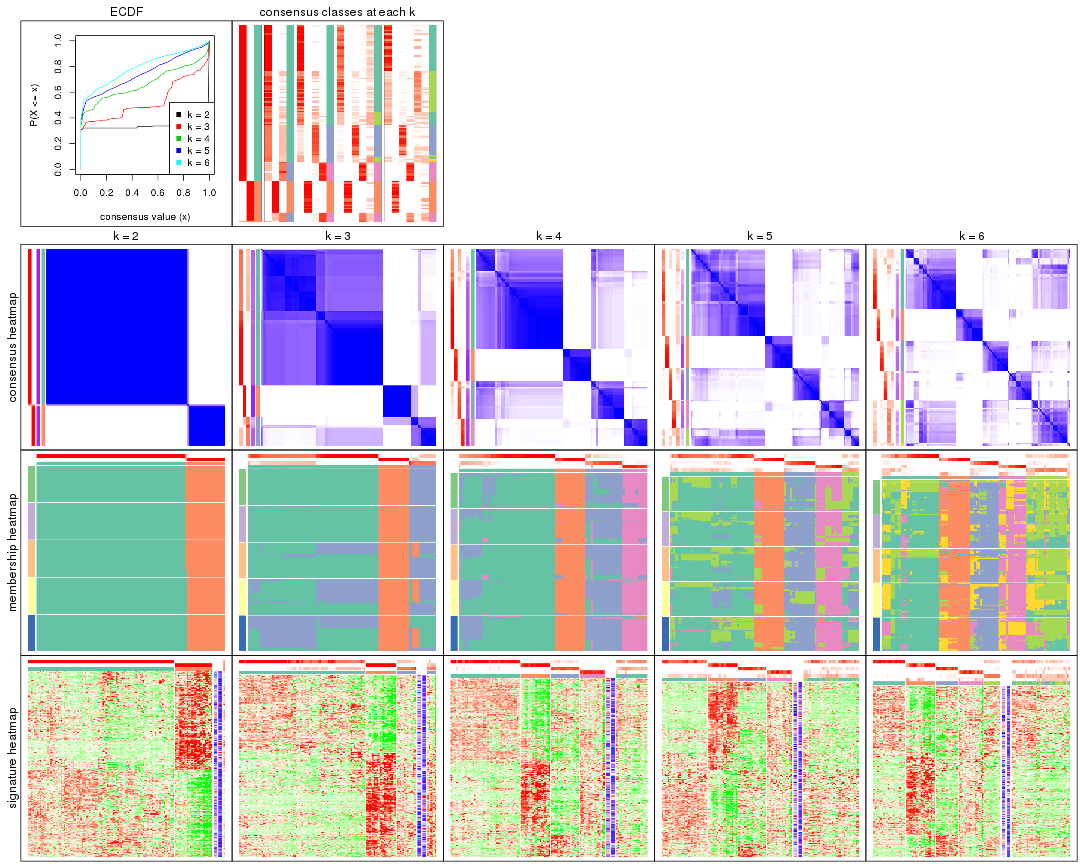 ECDF
consensus classes at each k
P(X <= x)
1.0
0.8
0.6
0.4
0.2
0.0
k = 2
k = 3
k = 4
k = 5
k = 6
0.0 0.2 0.4 0.6 0.8 1.0
consensus value (x)
k = 2
k = 3
k = 4
k = 5
k = 6
consensus heatmap
membership heatmap
signature heatmap